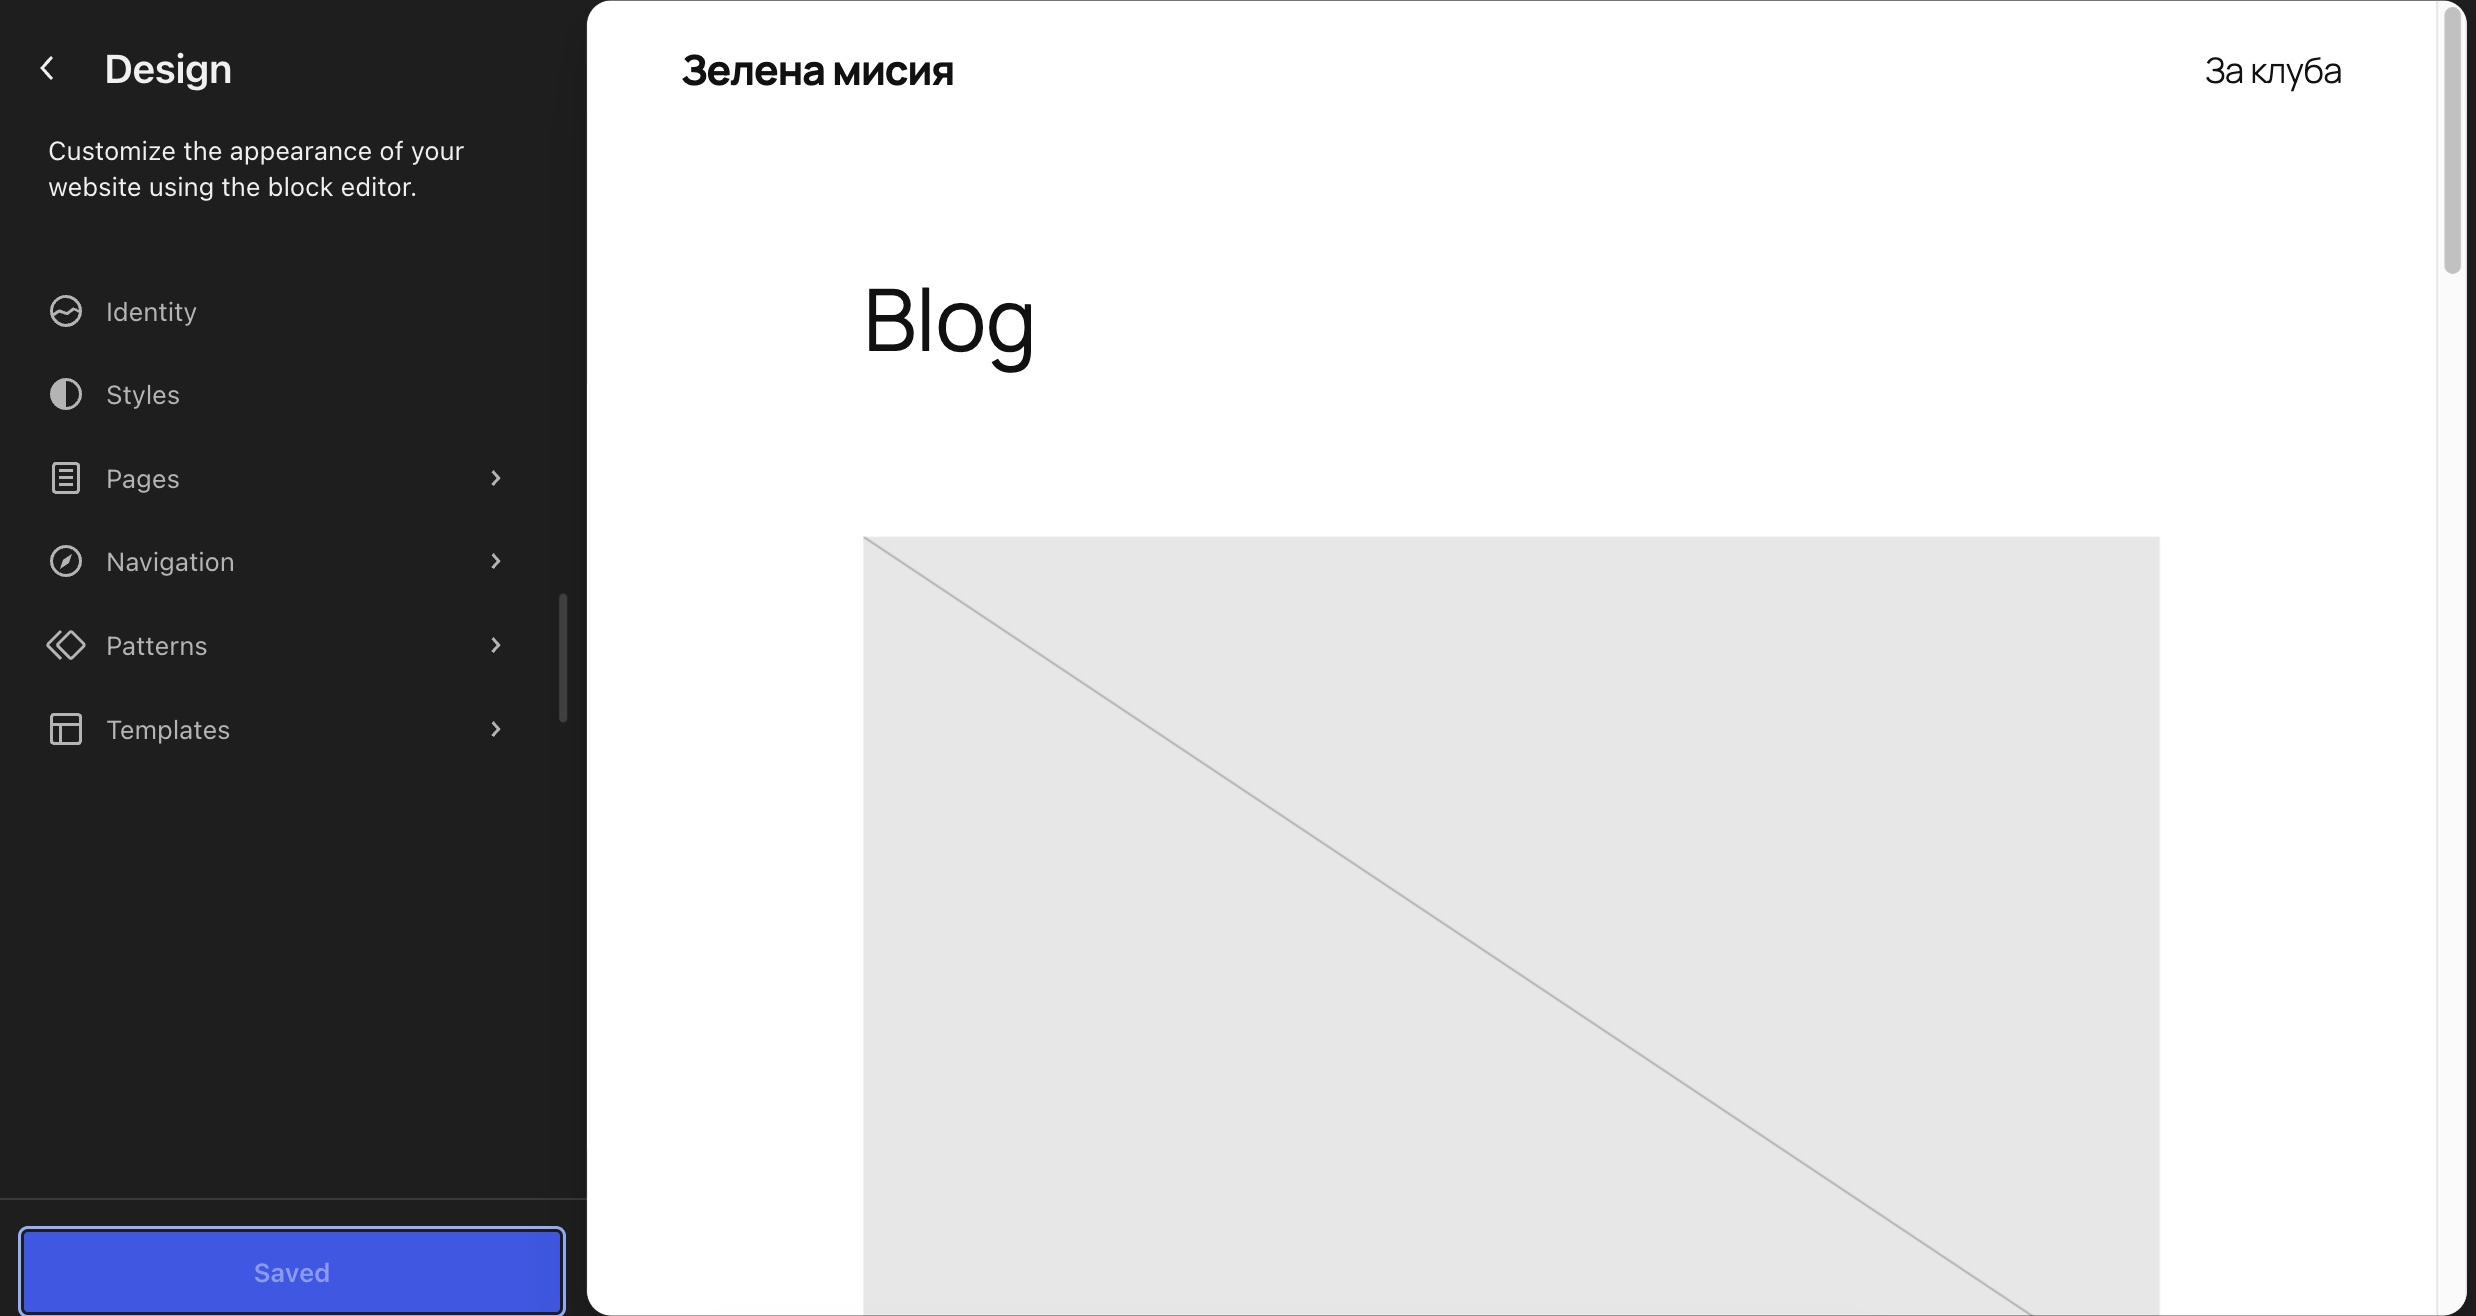 Design
Customize the appearance of your
website using the block editor.
Identity
Styles
Pages
Navigation
Patterns
Templates
Saved
Зелена мисия
За клуба
Blog